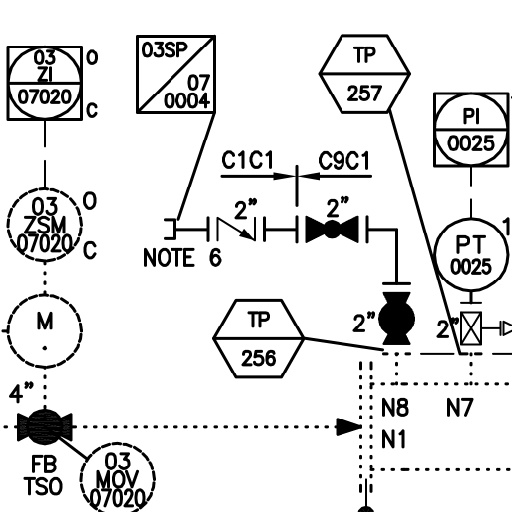 03
ZI
07020
O
C
03SP
07
0004
TP
257
PI
0025
C1C1
C9C1
03
ZSM
07020
O
C
2"
2"
NOTE 6
1
PT
0025
M
TP
256
2"
2"
4"
N8
N7
N1
FB
TSO
03
MOV
07020